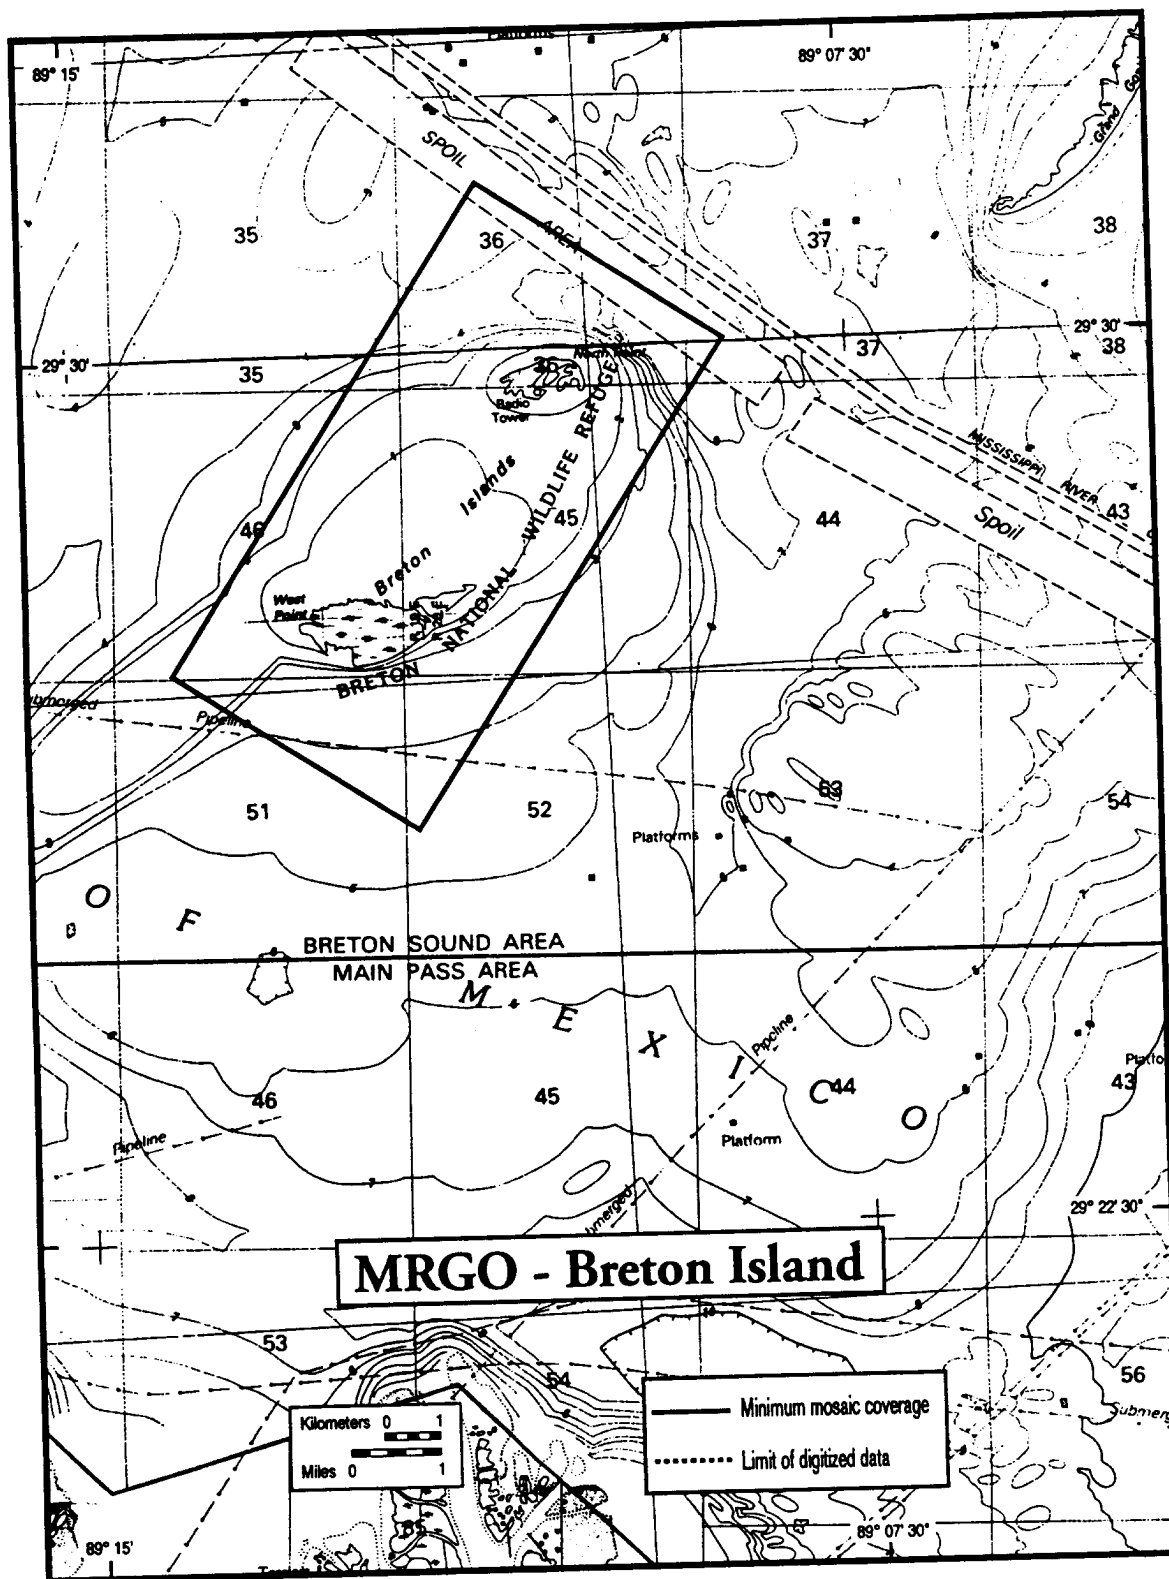 Platforms
89° 15'
89° 07' 30"
Grand
SPOIL
AREA
35
36
37
38
29° 30'
29° 30'
35
36
North Point
37
38
Radio
Tower
Breton Islands
BRETON NATIONAL WILDLIFE REFUGE
46
45
44
43
MISSISSIPPI
RIVER
Spoil
West
Point
Pipeline
51
52
53
54
Platforms
O F
BRETON SOUND AREA
MAIN PASS AREA
M E X I C O
Pipeline
46
45
44
43
Pipeline
Platform
29° 22' 30"
MRGO - Breton Island
53
54
56
Kilometers 0 1
Miles 0 1
Minimum mosaic coverage
Limit of digitized data
89° 15'
89° 07' 30"